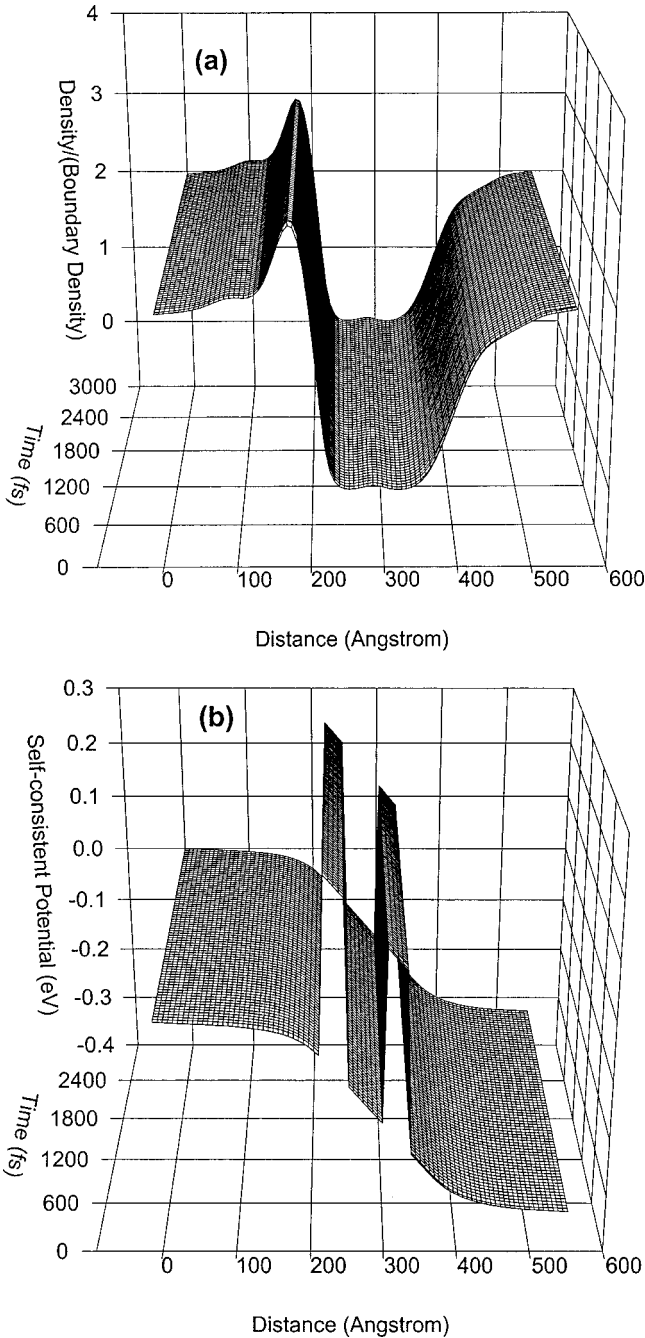 (a)
4
3
2
1
0
Density/(Boundary Density)
3000
2400
1800
1200
600
0
Time (fs)
0 100 200 300 400 500 600
Distance (Angstrom)
(b)
0.3
0.2
0.1
0.0
-0.1
-0.2
-0.3
-0.4
Self-consistent Potential (eV)
2400
1800
1200
600
0
Time (fs)
0 100 200 300 400 500 600
Distance (Angstrom)